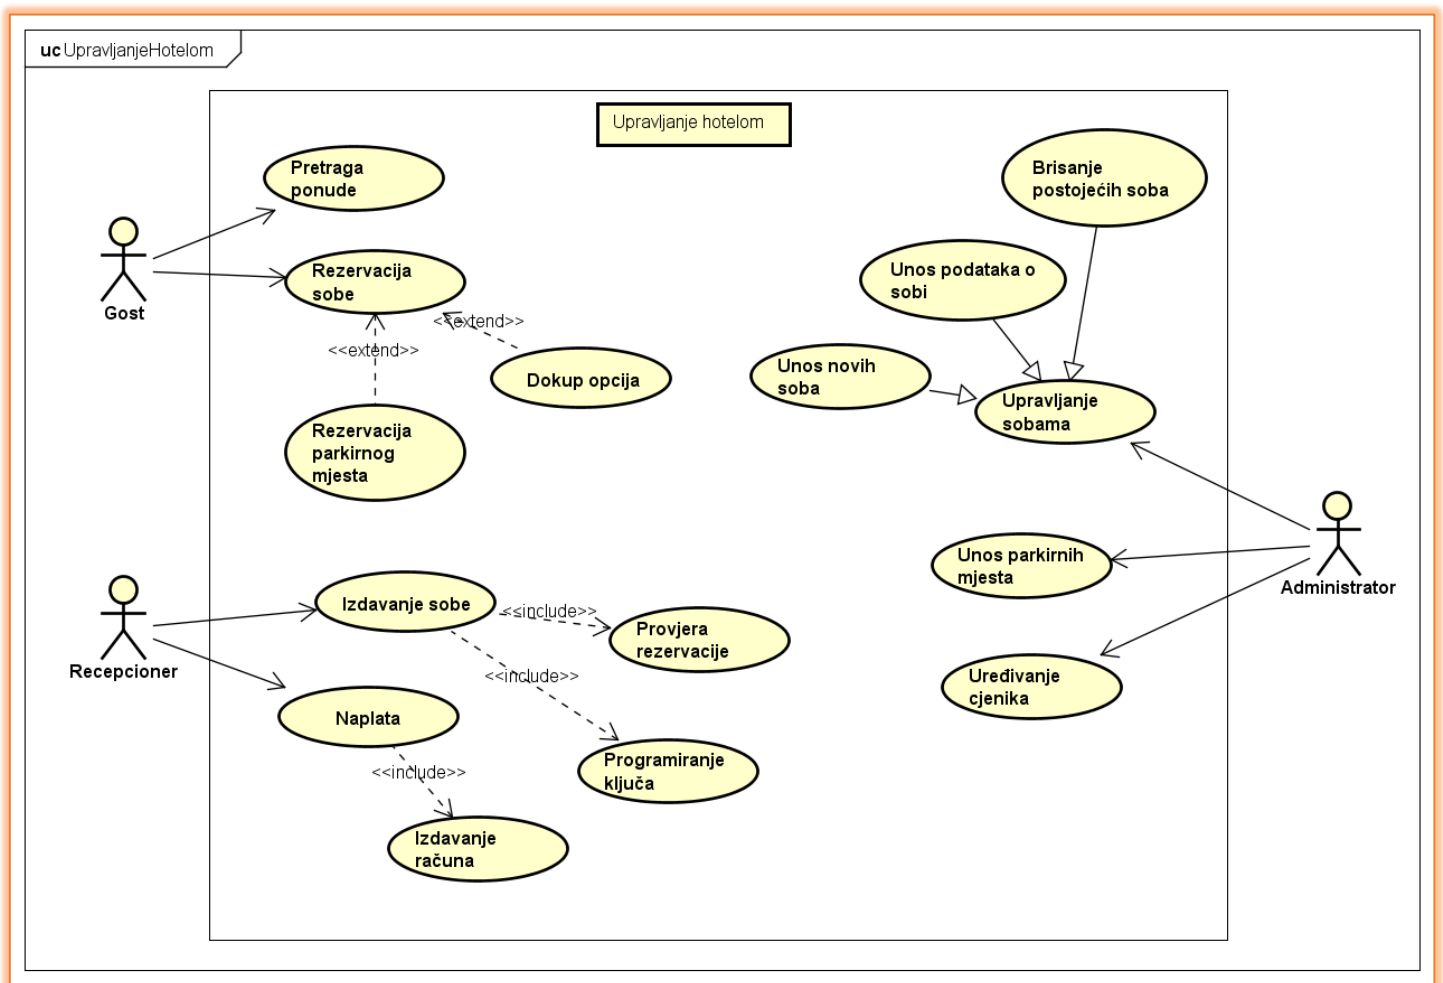 uc UpravljanjeHotelom
Upravljanje hotelom
Pretraga
ponude
Brisanje
postojećih soba
Rezervacija
sobe
Unos podataka o
sobi
Gost
<<extend>>
<<extend>>
Dokup opcija
Unos novih
soba
Upravljanje
sobama
Rezervacija
parkirnog
mjesta
Unos parkirnih
mjesta
Administrator
Izdavanje sobe
<<include>>
Provjera
rezervacije
Recepcioner
<<include>>
Uređivanje
cjenika
Naplata
<<include>>
Programiranje
ključa
Izdavanje
računa